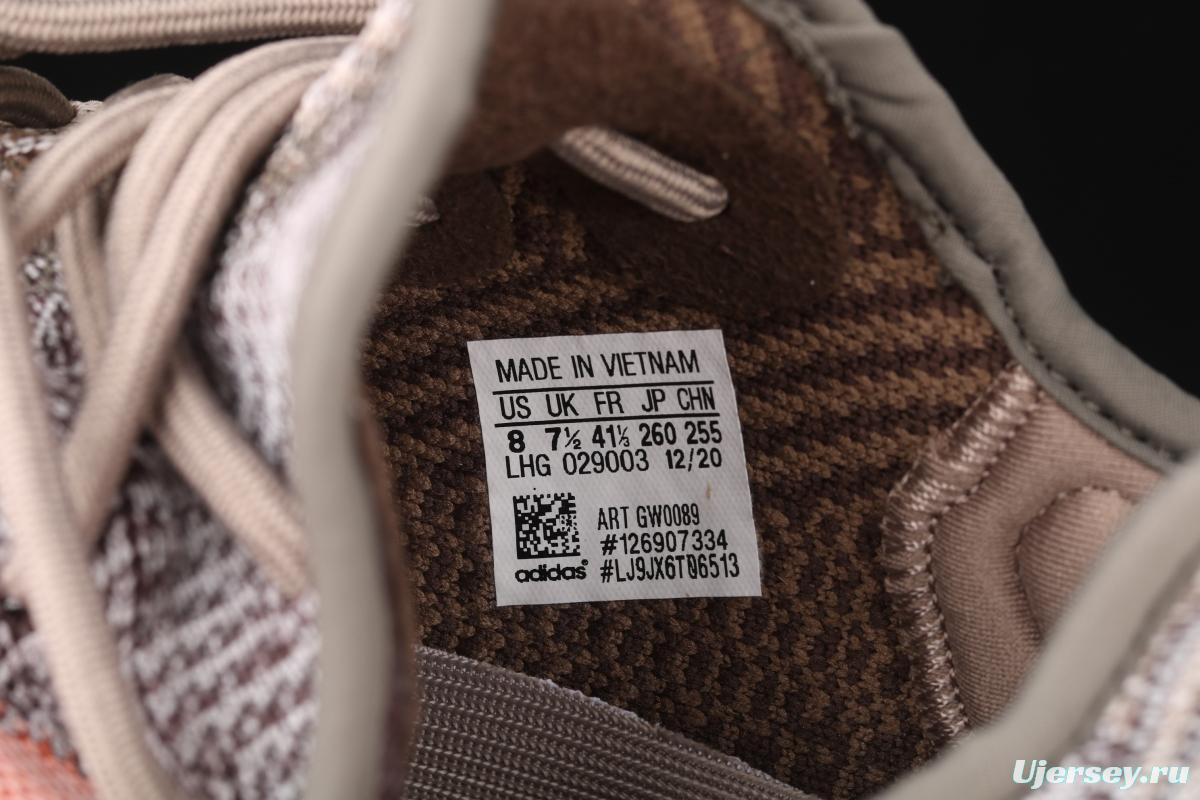 MADE IN VIETNAM
US UK FR JP CHN
8 7½ 41⅓ 260 255
LHG 029003 12/20
ART GW0089
#126907334
adidas® #LJ9JX6T06513
Ujersey.ru